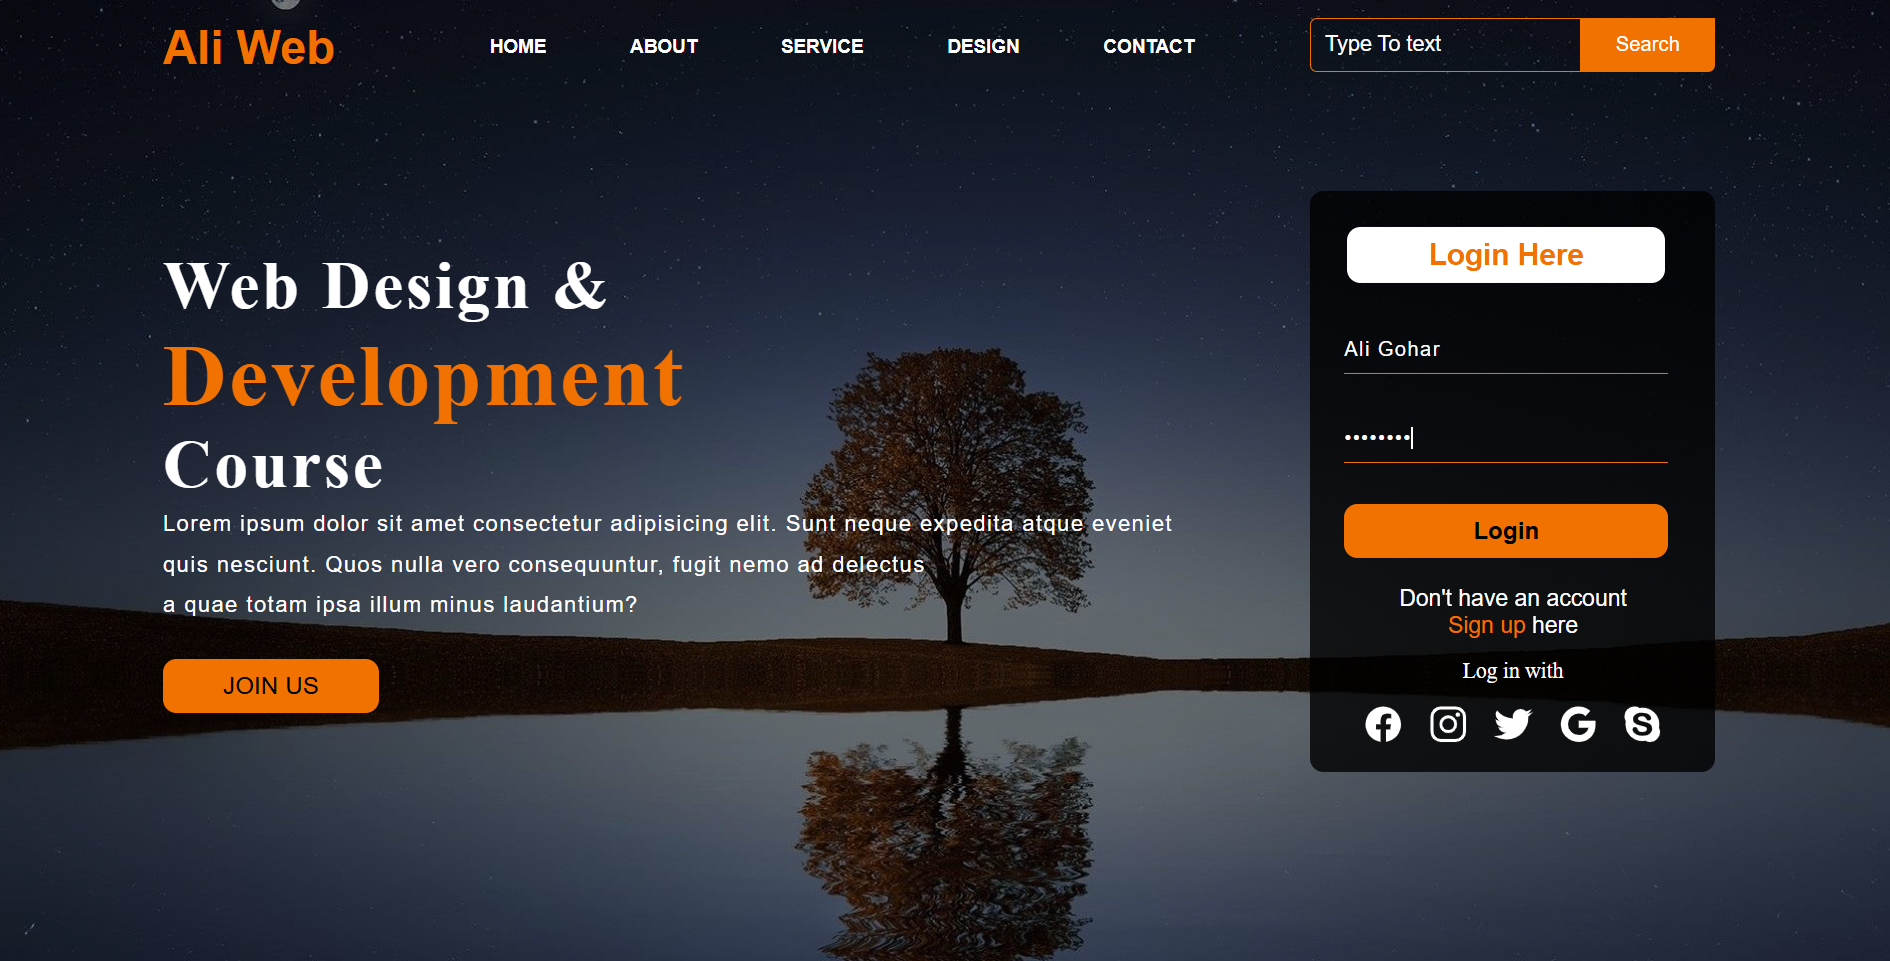 Ali Web
HOME ABOUT SERVICE DESIGN CONTACT
Type To text Search
Web Design &
Development
Course
Lorem ipsum dolor sit amet consectetur adipisicing elit. Sunt neque expedita atque eveniet
quis nesciunt. Quos nulla vero consequuntur, fugit nemo ad delectus
a quae totam ipsa illum minus laudantium?
JOIN US
Login Here
Ali Gohar
••••••••
Login
Don't have an account
Sign up here
Log in with